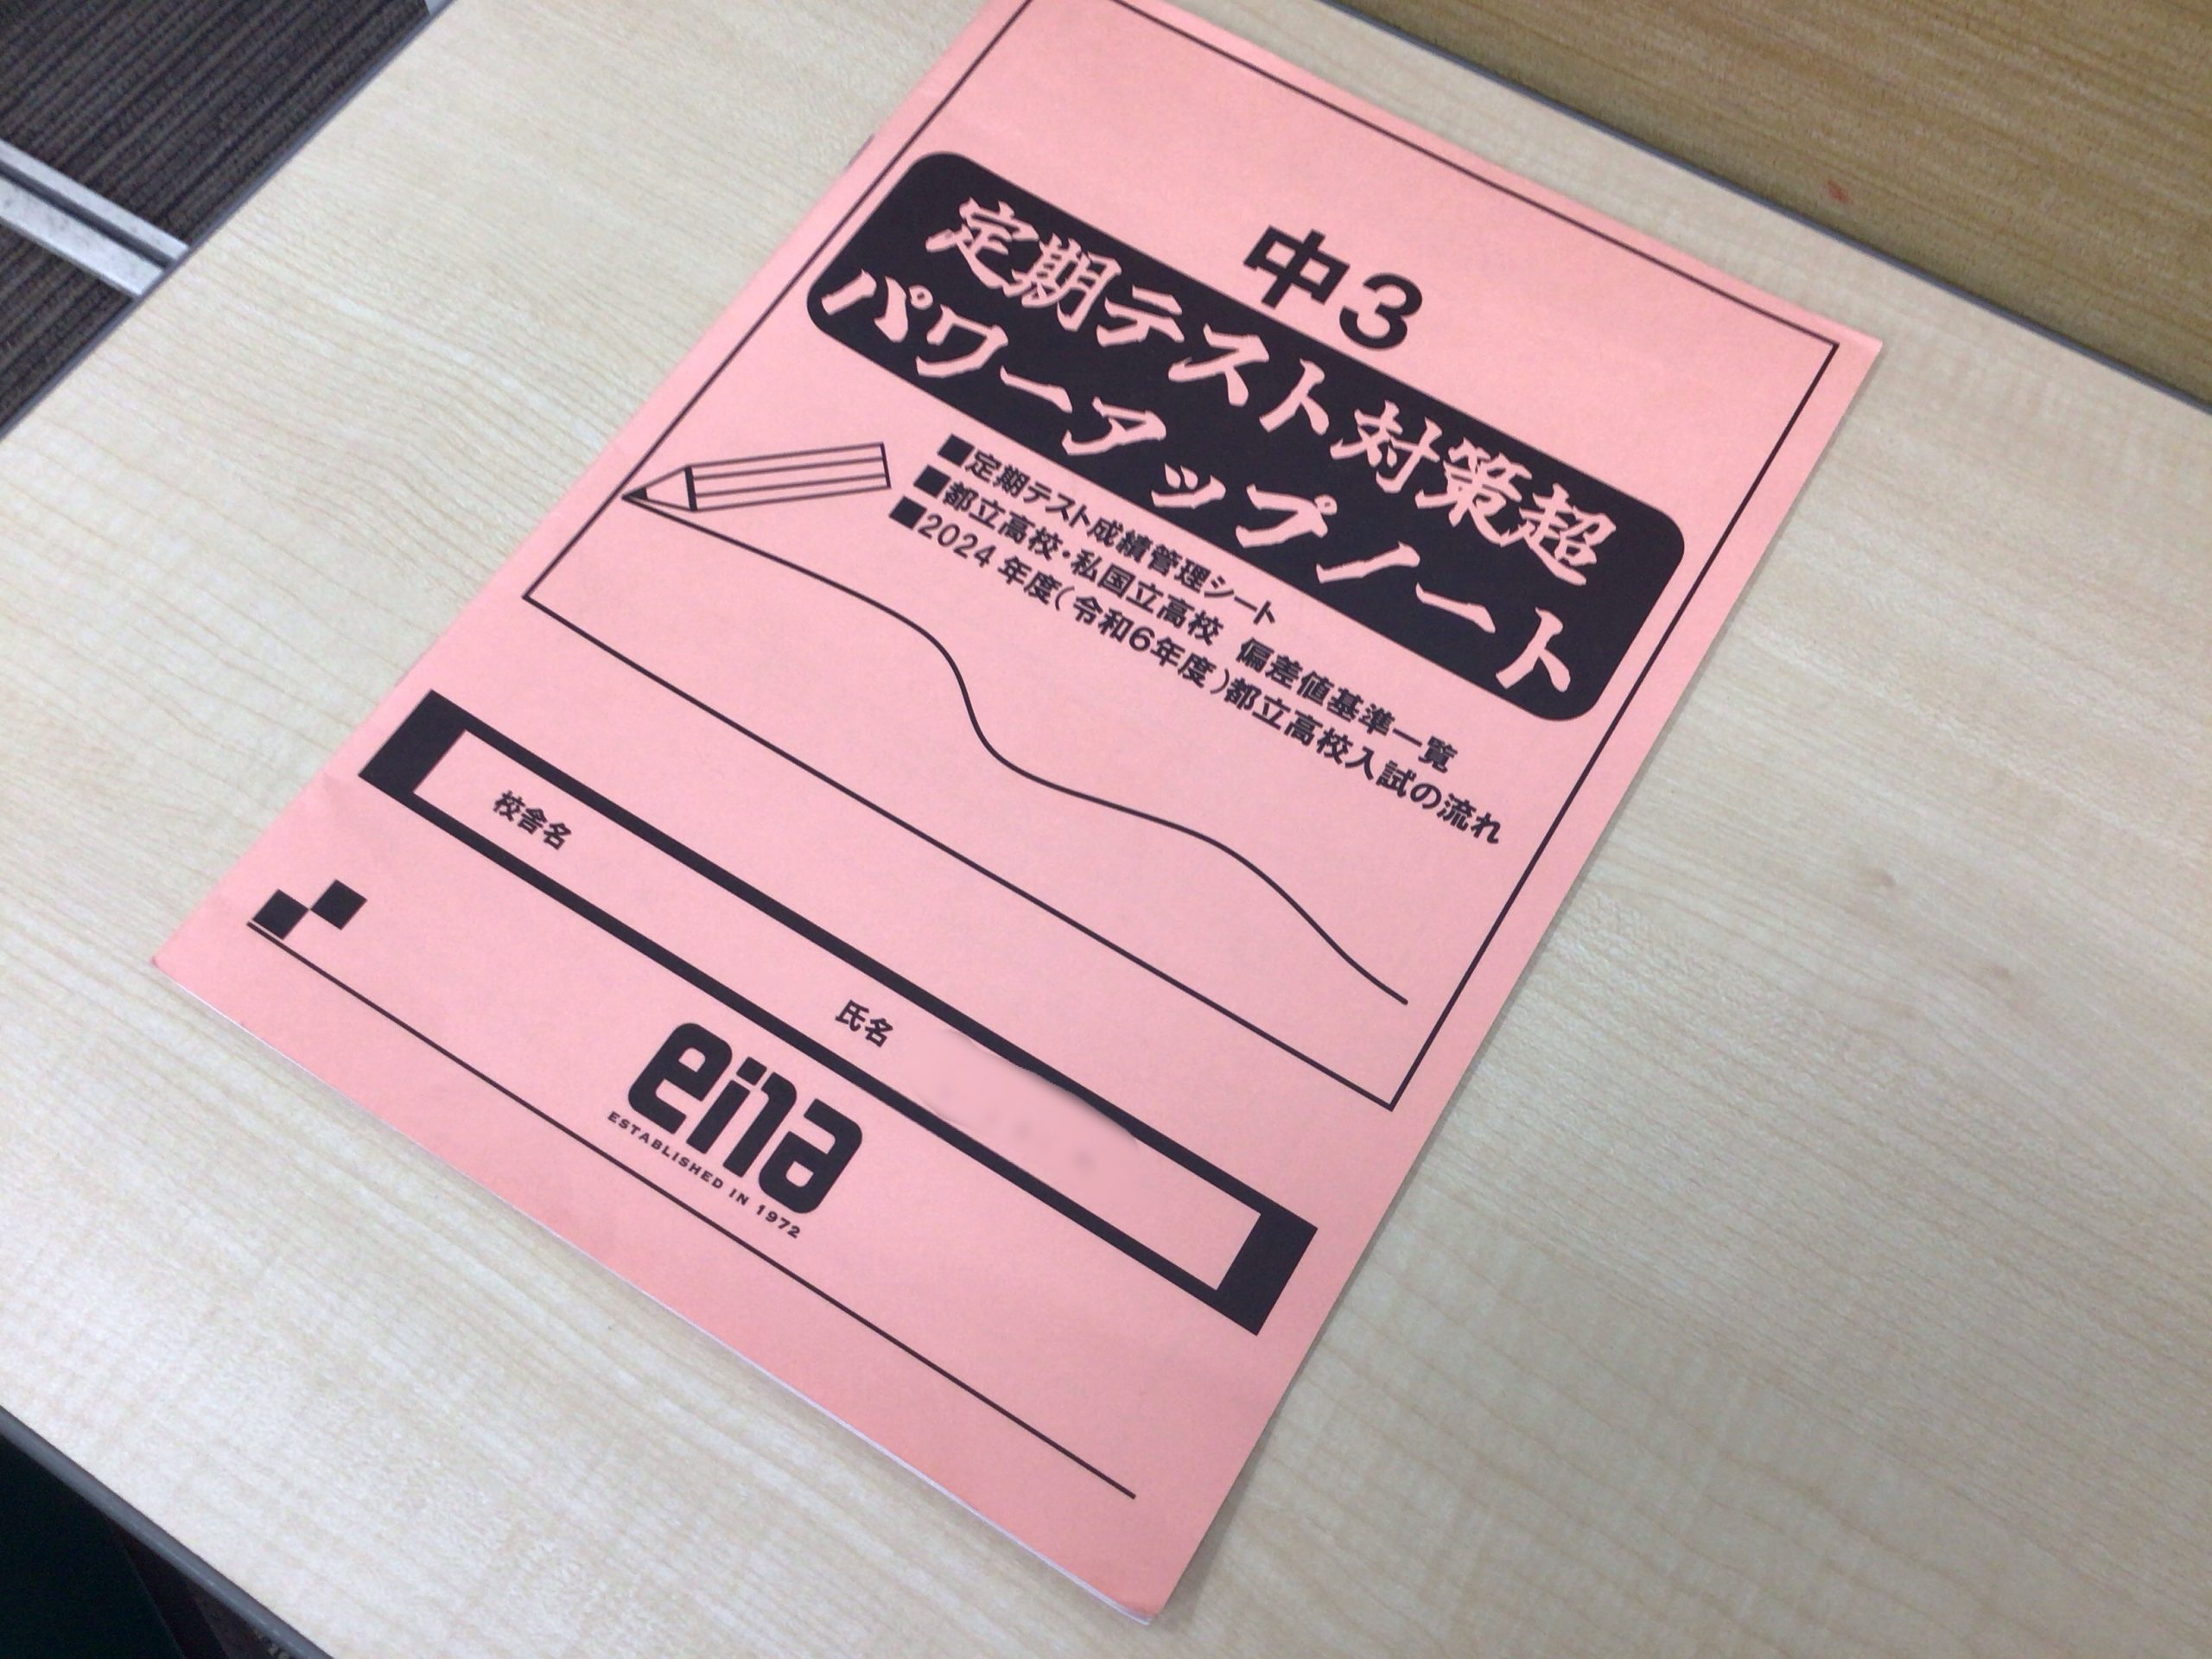 中3
定期テスト対策超
パワーアップノート
■定期テスト成績管理シート
■都立高校・私国立高校 偏差値基準一覧
■2024年度(令和6年度)都立高校入試の流れ
校舎名
氏名
ena
ESTABLISHED IN 1972